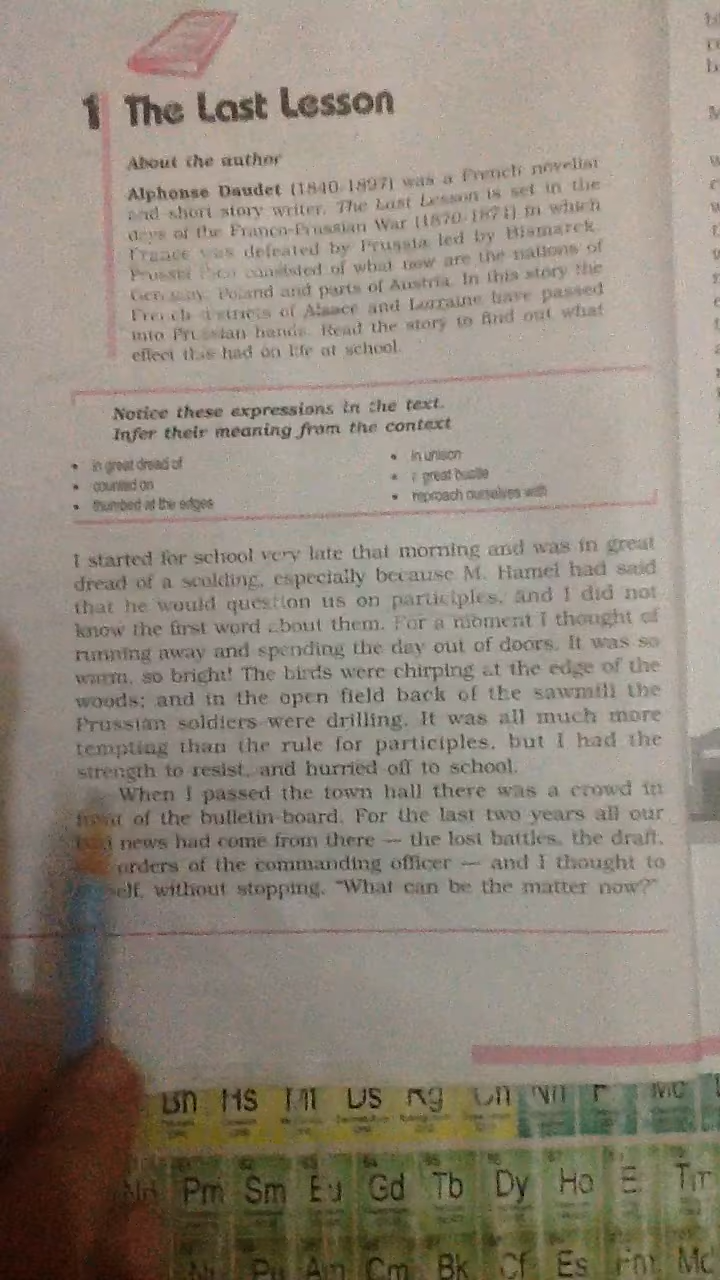 1 The Last Lesson
About the author
Alphonse Daudet (1840-1897) was a French novelist
and short story writer. The Last Lesson is set in the
days of the Franco-Prussian War (1870-1871) in which
France was defeated by Prussia led by Bismarck.
Prussia then consisted of what now are the nations of
Germany, Poland and parts of Austria. In this story the
French districts of Alsace and Lorraine have passed
into Prussian hands. Read the story to find out what
effect this had on life at school.
Notice these expressions in the text.
Infer their meaning from the context
• in great dread of
• counted on
• thumbed at the edges
• in unison
• a great bustle
• reproach ourselves with
I started for school very late that morning and was in great
dread of a scolding, especially because M. Hamel had said
that he would question us on participles, and I did not
know the first word about them. For a moment I thought of
running away and spending the day out of doors. It was so
warm, so bright! The birds were chirping at the edge of the
woods; and in the open field back of the sawmill the
Prussian soldiers were drilling. It was all much more
tempting than the rule for participles, but I had the
strength to resist, and hurried off to school.
When I passed the town hall there was a crowd in
front of the bulletin-board. For the last two years all our
news had come from there — the lost battles, the draft,
orders of the commanding officer — and I thought to
without stopping, "What can be the matter now?"
Bh Hs Mt Ds Rg Cn Nh Mc
Pm Sm Eu Gd Tb Dy Ho E Tm
Pu Am Cm Bk Cf Es Fm Md